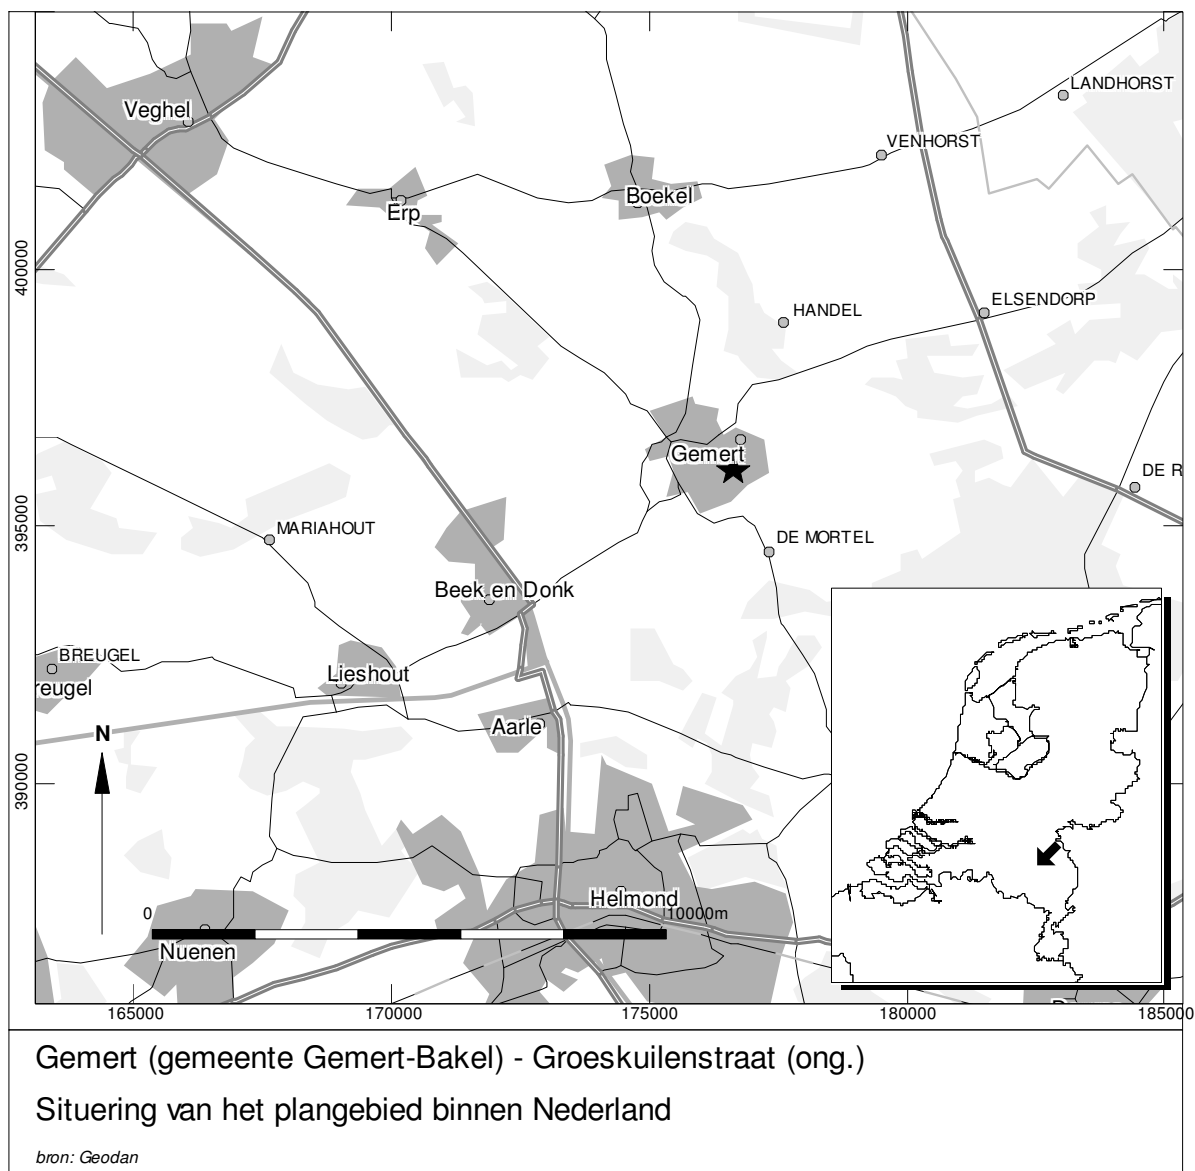 LANDHORST
Veghel
VENHORST
Boekel
Erp
400000
ELSENDORP
HANDEL
Gemert
DE R
395000
MARIAHOUT
DE MORTEL
Beek en Donk
BREUGEL
Lieshout
reugel
Aarle
N
390000
Helmond
0
10000m
Nuenen
165000
170000
175000
180000
185000
Gemert (gemeente Gemert-Bakel) - Groeskuilenstraat (ong.)
Situering van het plangebied binnen Nederland
bron: Geodan